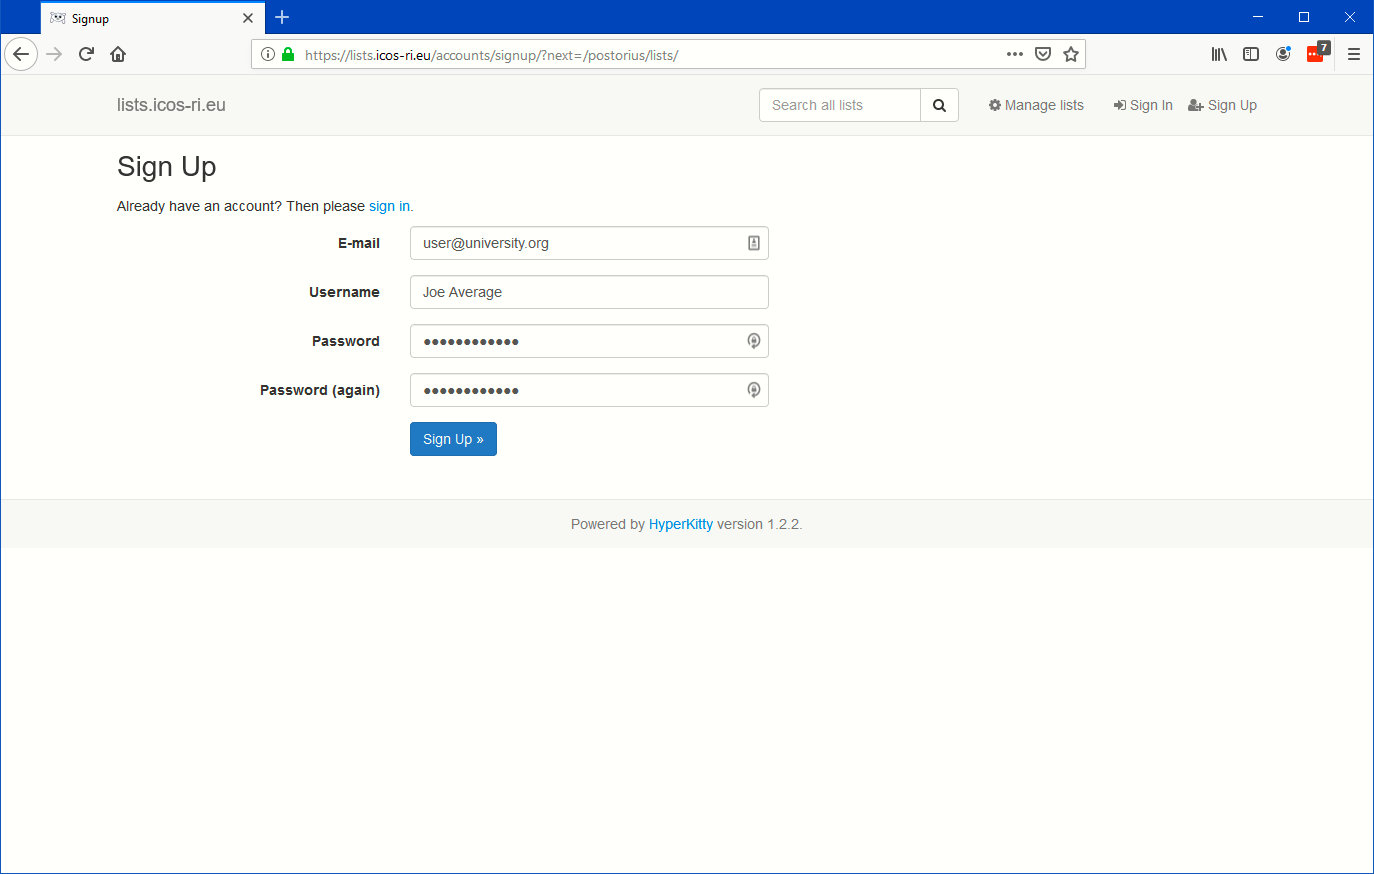 Signup
https://lists.icos-ri.eu/accounts/signup/?next=/postorius/lists/
7
lists.icos-ri.eu
Search all lists
Manage lists
Sign In
Sign Up
Sign Up
Already have an account? Then please sign in.
E-mail
user@university.org
Username
Joe Average
Password
●●●●●●●●●●●●
Password (again)
●●●●●●●●●●●●
Sign Up »
Powered by HyperKitty version 1.2.2.